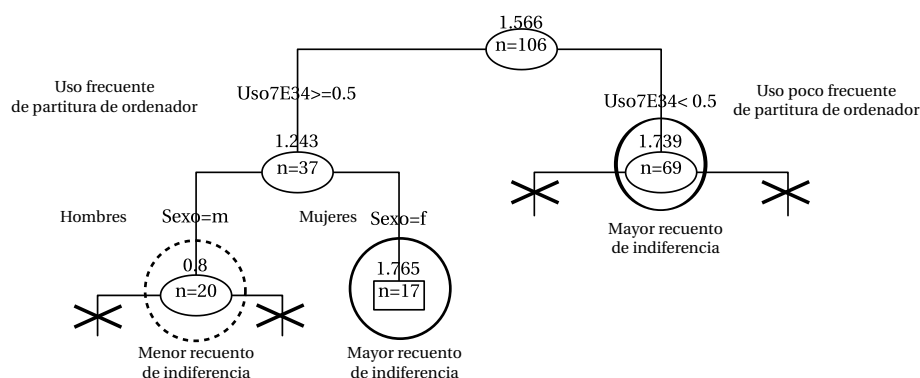 1.566
n=106
Uso frecuente
de partitura de ordenador
Uso7E34>=0.5
Uso7E34< 0.5
Uso poco frecuente
de partitura de ordenador
1.243
n=37
1.739
n=69
Hombres
Sexo=m
Mujeres
Sexo=f
Mayor recuento
de indiferencia
0.8
n=20
1.765
n=17
Menor recuento
de indiferencia
Mayor recuento
de indiferencia